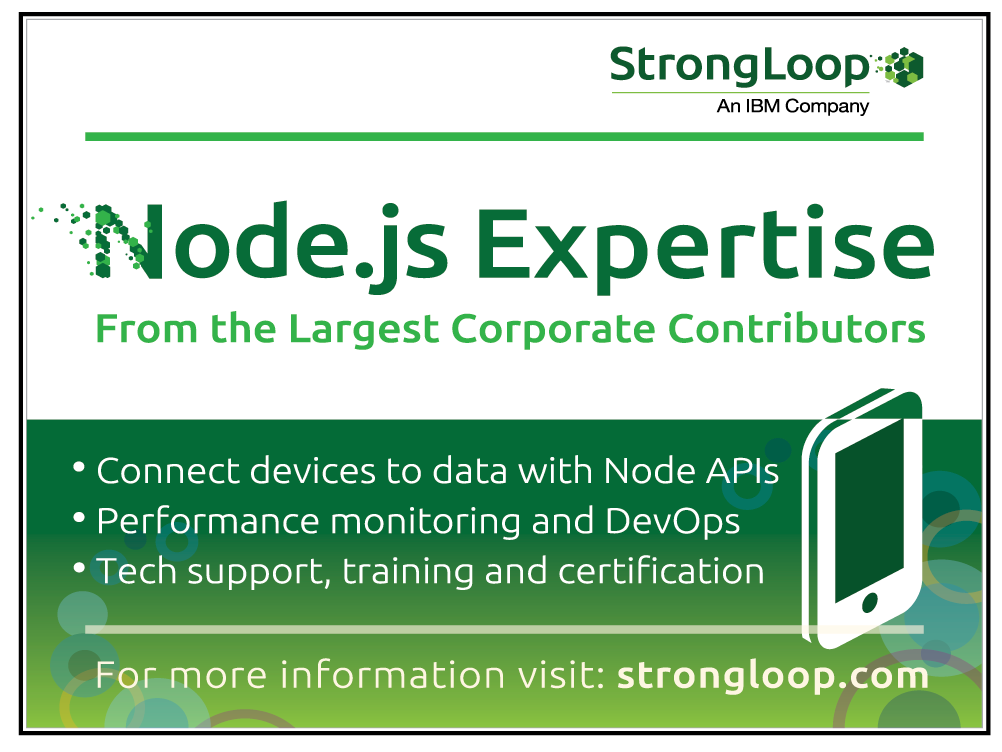 StrongLoop
An IBM Company
Node.js Expertise
From the Largest Corporate Contributors
• Connect devices to data with Node APIs
• Performance monitoring and DevOps
• Tech support, training and certification
For more information visit: strongloop.com